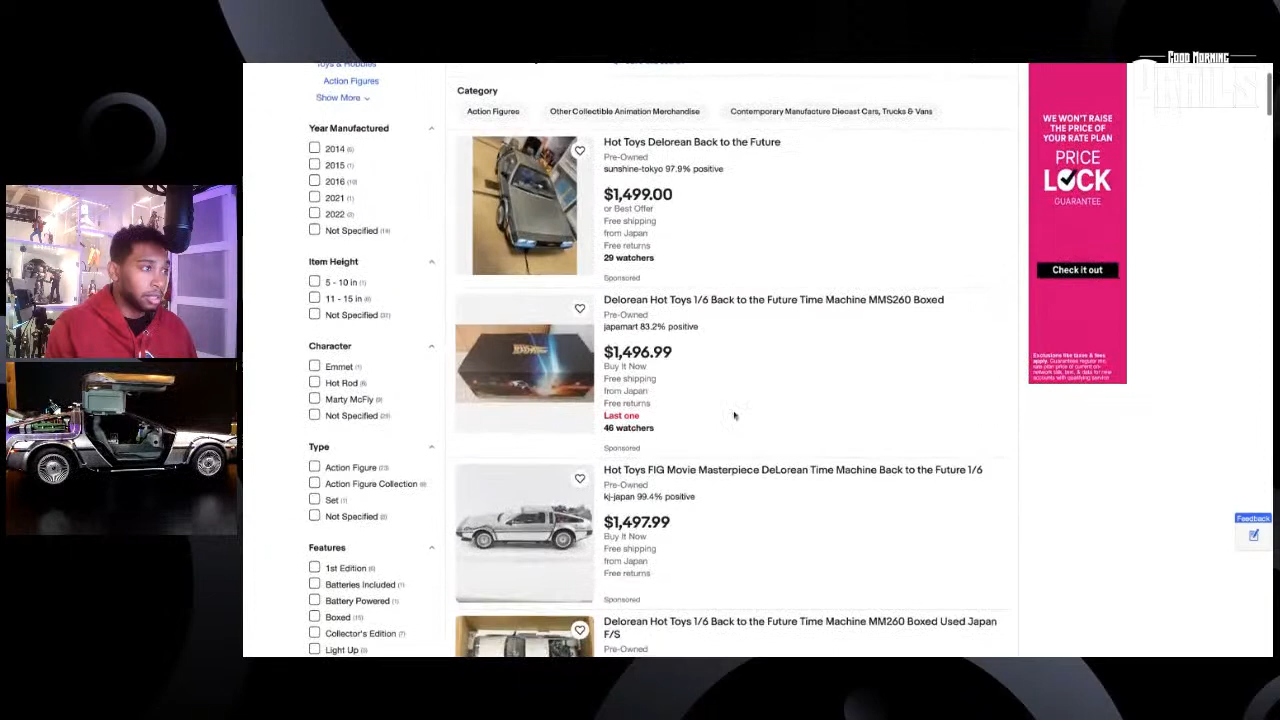 GOOD MORNING
Toys & Hobbies
Action Figures
Show More
Year Manufactured
2014 (6)
2015 (1)
2016 (10)
2021 (1)
2022 (3)
Not Specified (18)
Item Height
5 - 10 in (1)
11 - 15 in (6)
Not Specified (32)
Character
Emmet (1)
Hot Rod (8)
Marty McFly (9)
Not Specified (29)
Type
Action Figure (23)
Action Figure Collection (8)
Set (1)
Not Specified (8)
Features
1st Edition (6)
Batteries Included (1)
Battery Powered (1)
Boxed (15)
Collector's Edition (7)
Light Up (3)
Category
Action Figures
Other Collectible Animation Merchandise
Contemporary Manufacture Diecast Cars, Trucks & Vans
Hot Toys Delorean Back to the Future
Pre-Owned
sunshine-tokyo 97.9% positive
$1,499.00
or Best Offer
Free shipping
from Japan
Free returns
29 watchers
Sponsored
Delorean Hot Toys 1/6 Back to the Future Time Machine MMS260 Boxed
Pre-Owned
japamart 83.2% positive
$1,496.99
Buy It Now
Free shipping
from Japan
Free returns
Last one
46 watchers
Sponsored
Hot Toys FIG Movie Masterpiece DeLorean Time Machine Back to the Future 1/6
Pre-Owned
kj-japan 99.4% positive
$1,497.99
Buy It Now
Free shipping
from Japan
Free returns
Sponsored
Delorean Hot Toys 1/6 Back to the Future Time Machine MM260 Boxed Used Japan
F/S
Pre-Owned
WE WON'T RAISE
THE PRICE OF
YOUR RATE PLAN
PRICE
LOCK
GUARANTEE
Check it out
Exclusions like taxes & fees
apply.
Feedback